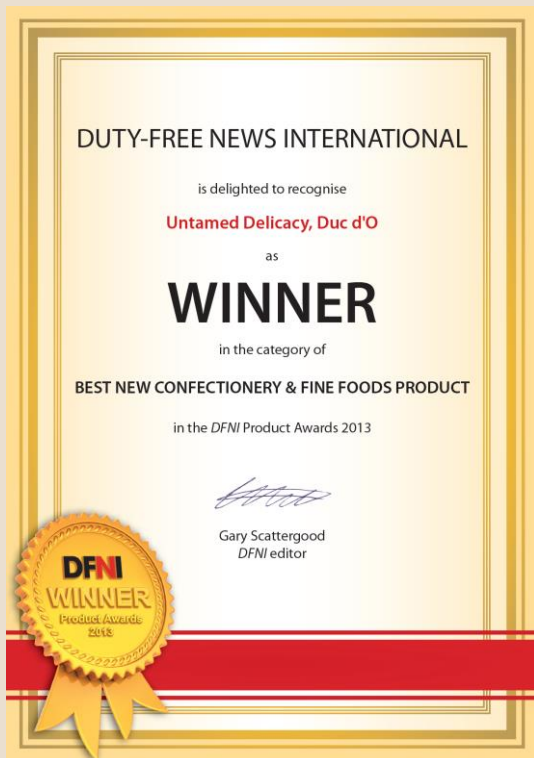 DUTY-FREE NEWS INTERNATIONAL
is delighted to recognise
Untamed Delicacy, Duc d'O
as
WINNER
in the category of
BEST NEW CONFECTIONERY & FINE FOODS PRODUCT
in the DFNI Product Awards 2013
Gary Scattergood
DFNI editor
DFNI
WINNER
Product Awards
2013